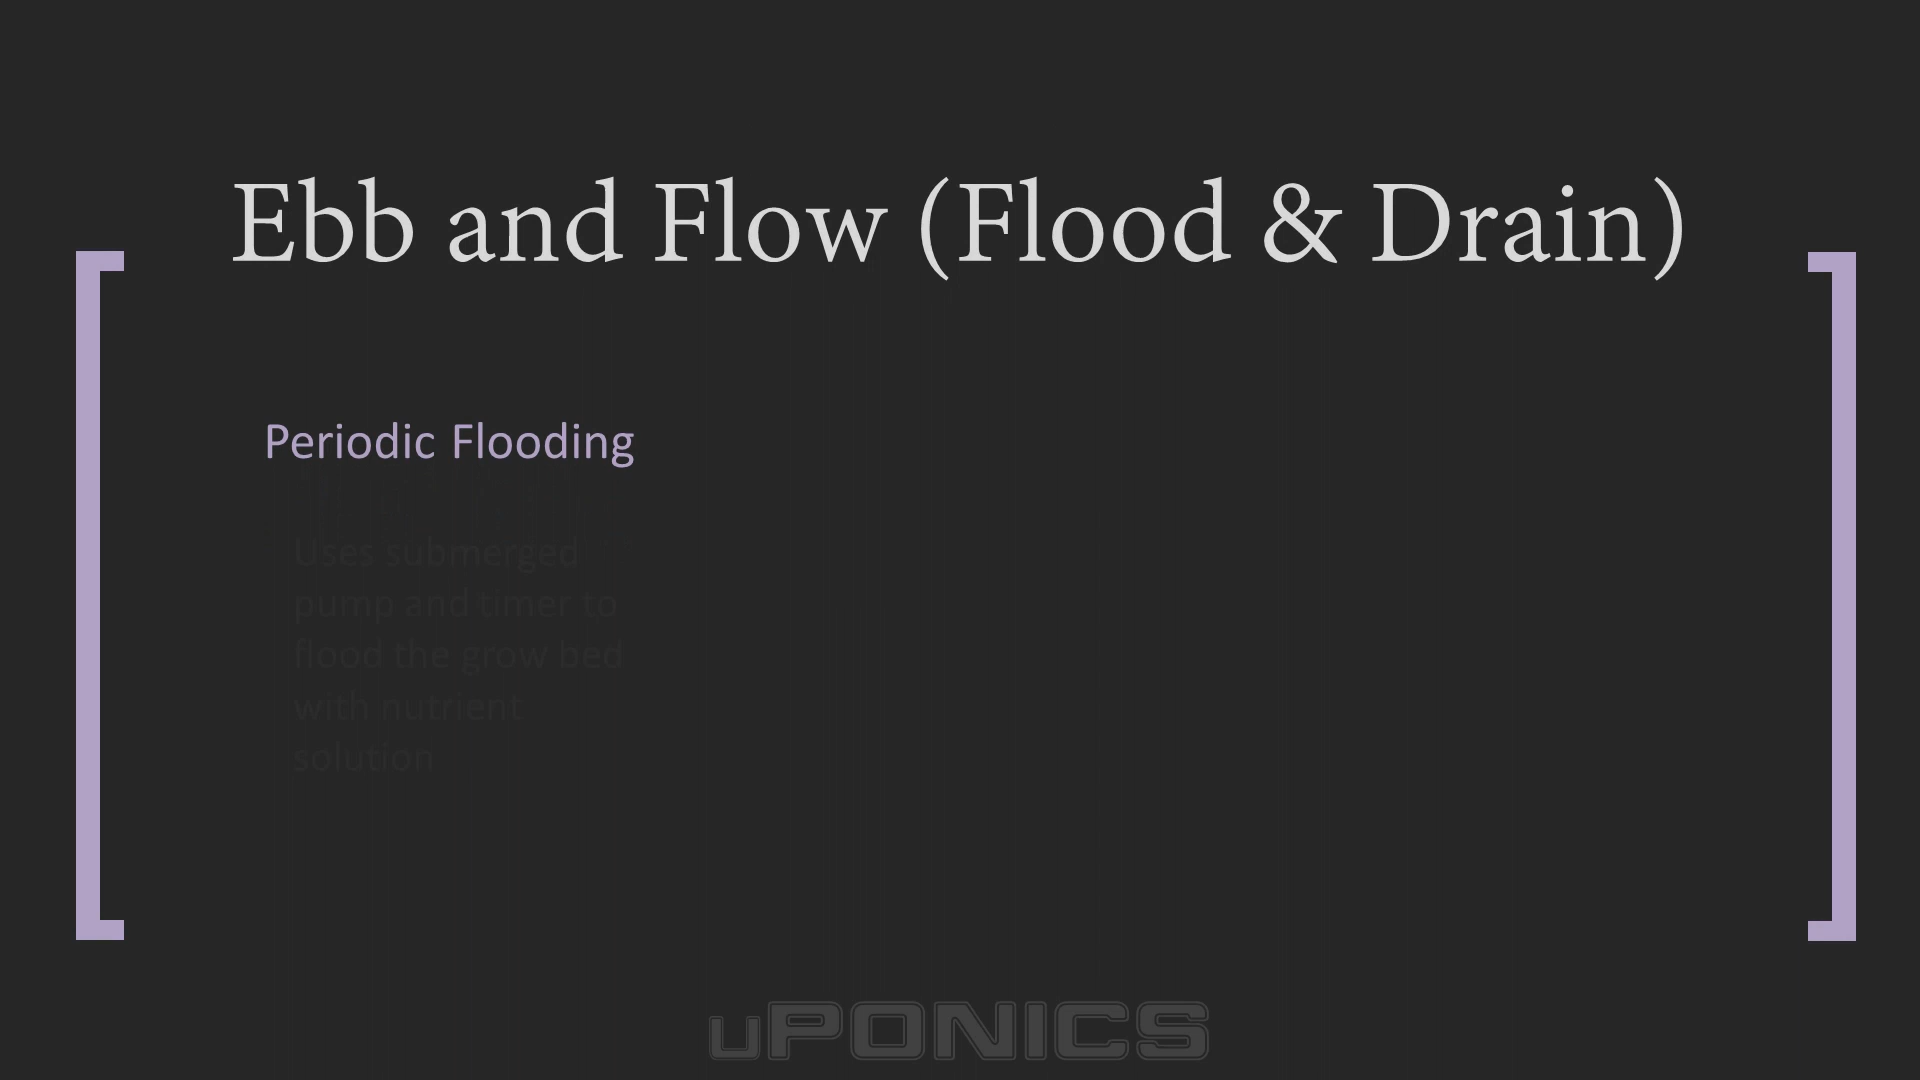 Ebb and Flow (Flood & Drain)
Periodic Flooding
Uses submerged
pump and timer to
flood the grow bed
with nutrient
solution
uPONICS